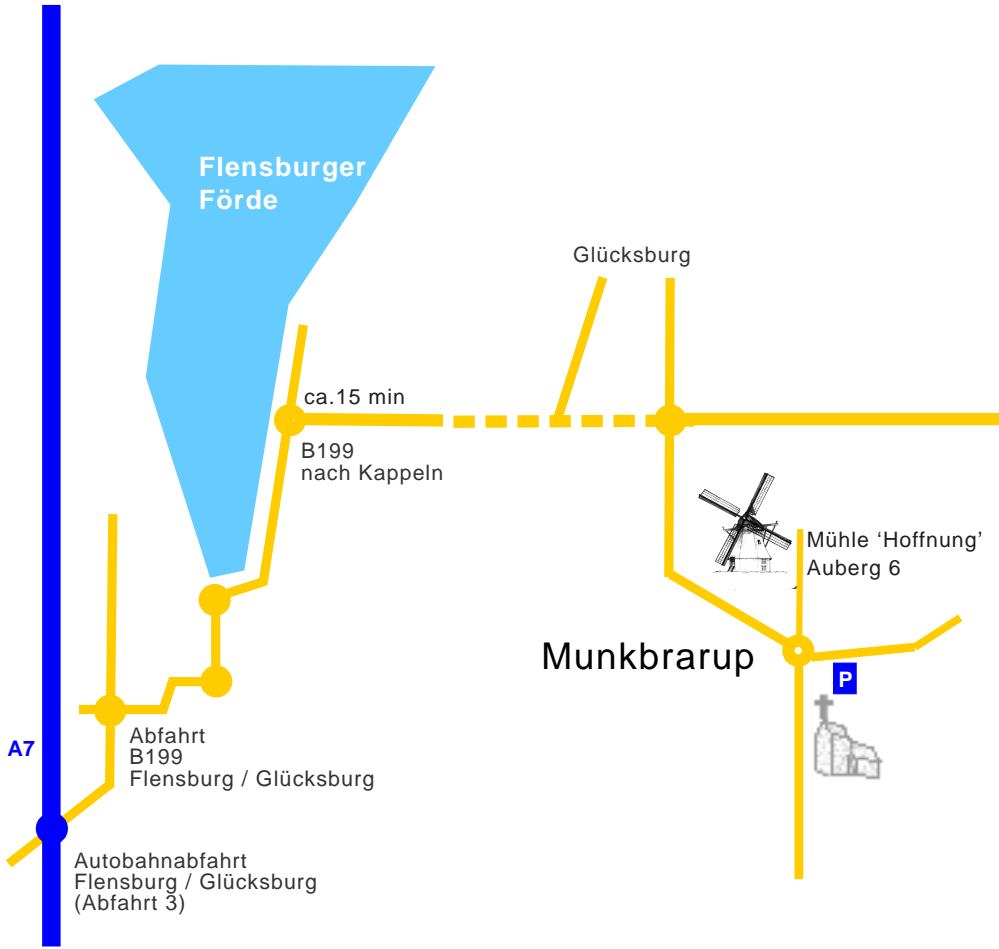 Flensburger
Förde
Glücksburg
ca.15 min
B199
nach Kappeln
Mühle ‘Hoffnung’
Auberg 6
Munkbrarup
P
A7
Abfahrt
B199
Flensburg / Glücksburg
Autobahnabfahrt
Flensburg / Glücksburg
(Abfahrt 3)